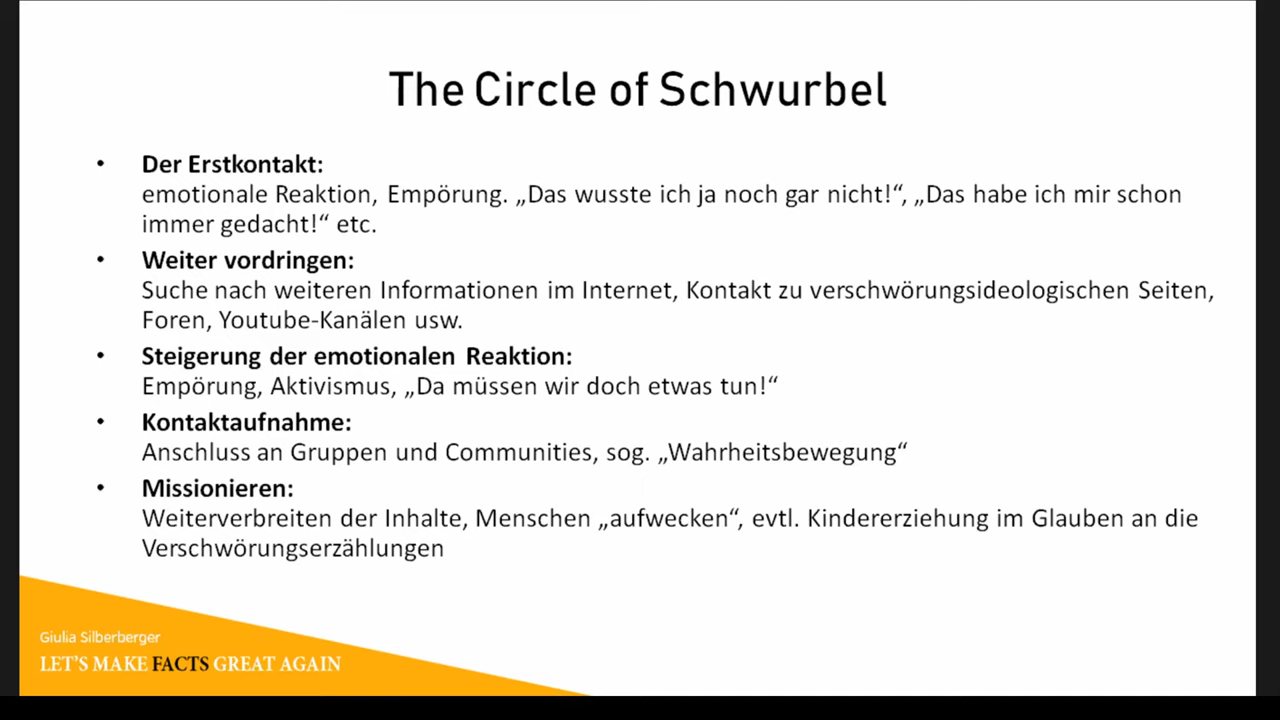 The Circle of Schwurbel
• Der Erstkontakt:
emotionale Reaktion, Empörung. „Das wusste ich ja noch gar nicht!“, „Das habe ich mir schon
immer gedacht!“ etc.
• Weiter vordringen:
Suche nach weiteren Informationen im Internet, Kontakt zu verschwörungsideologischen Seiten,
Foren, Youtube-Kanälen usw.
• Steigerung der emotionalen Reaktion:
Empörung, Aktivismus, „Da müssen wir doch etwas tun!“
• Kontaktaufnahme:
Anschluss an Gruppen und Communities, sog. „Wahrheitsbewegung“
• Missionieren:
Weiterverbreiten der Inhalte, Menschen „aufwecken“, evtl. Kindererziehung im Glauben an die
Verschwörungserzählungen
Giulia Silberberger
LET’S MAKE FACTS GREAT AGAIN